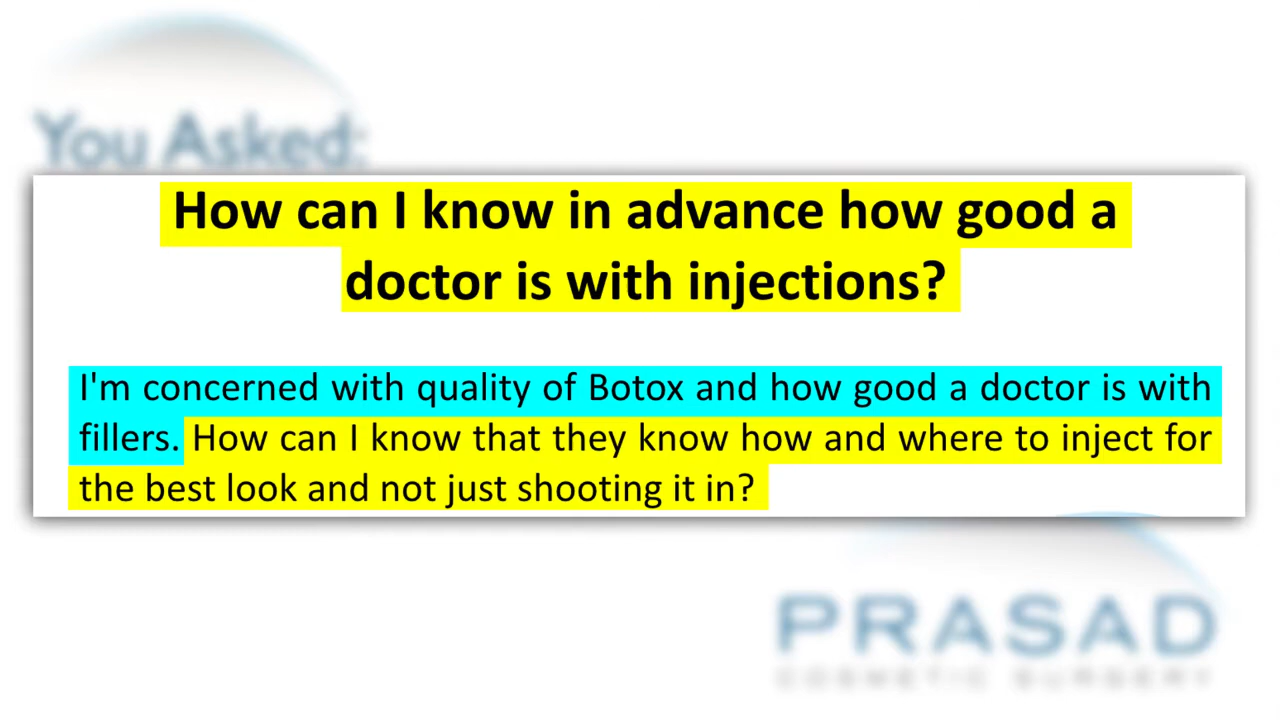 You Asked:
How can I know in advance how good a
doctor is with injections?
I'm concerned with quality of Botox and how good a doctor is with
fillers. How can I know that they know how and where to inject for
the best look and not just shooting it in?
PRASAD
COSMETIC SURGERY